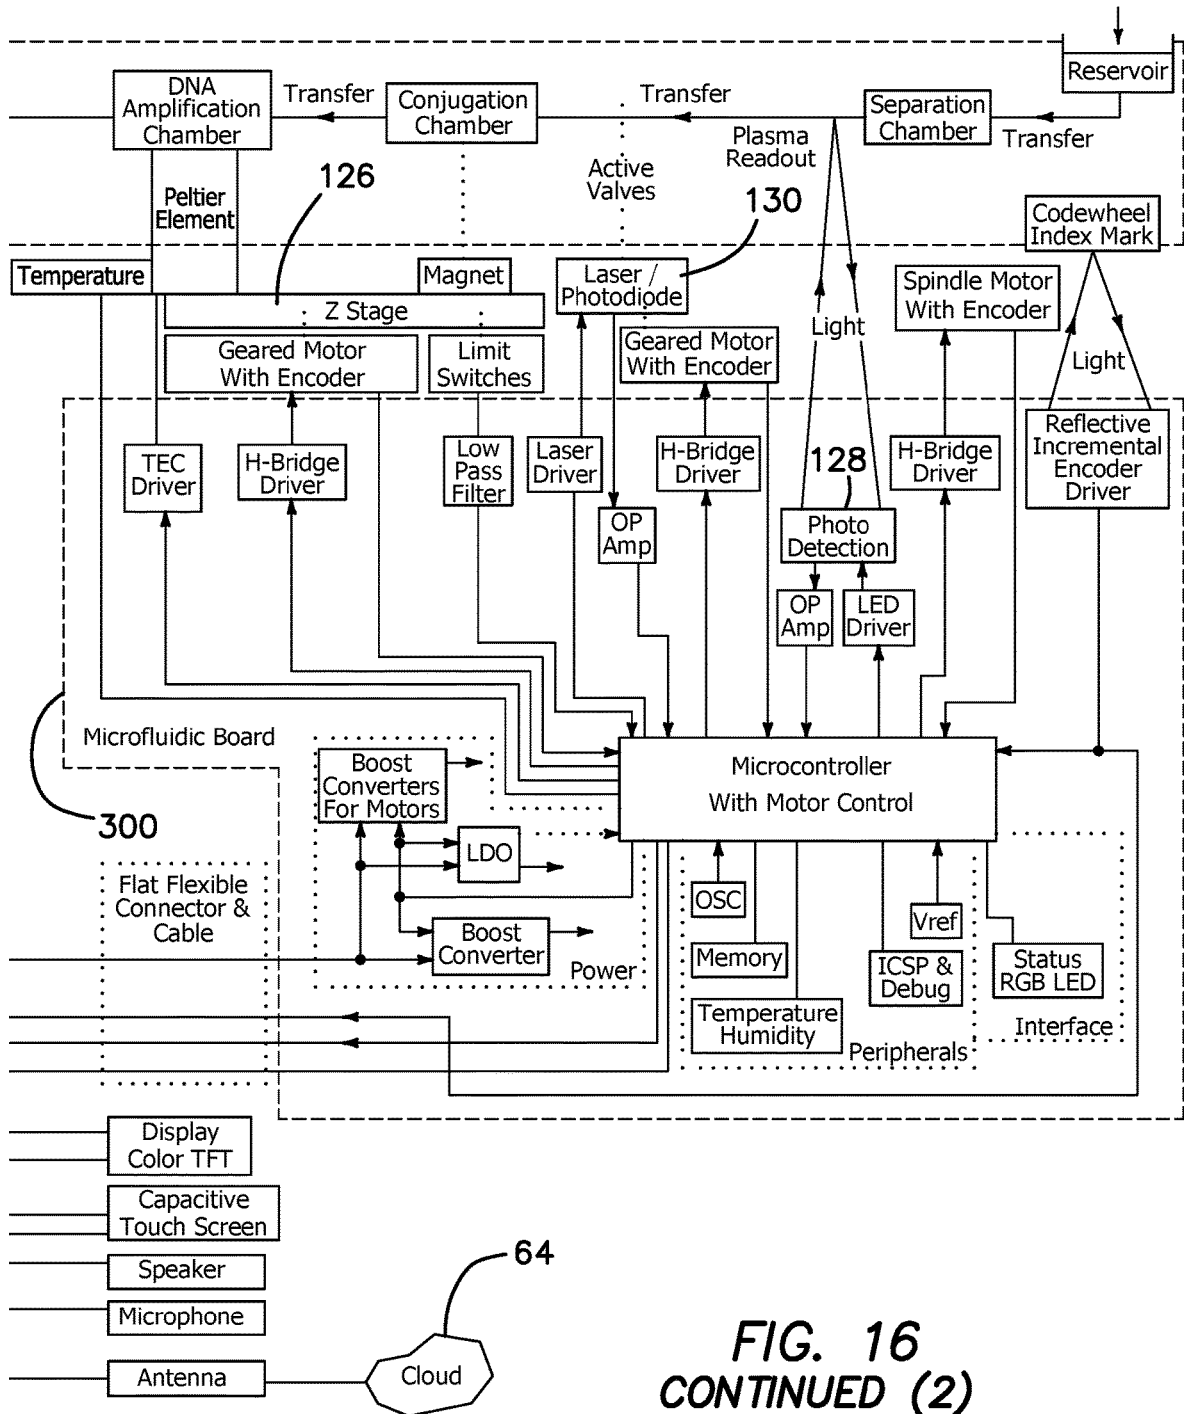 Reservoir
DNA
Amplification
Chamber
Transfer
Conjugation
Chamber
Transfer
Separation
Chamber
Transfer
Plasma
Readout
Active
Valves
126
Peltier
Element
130
Codewheel
Index Mark
Temperature
Magnet
Laser /
Photodiode
Spindle Motor
With Encoder
Z Stage
Light
Geared Motor
With Encoder
Limit
Switches
Geared Motor
With Encoder
Light
TEC
Driver
H-Bridge
Driver
Low
Pass
Filter
Laser
Driver
H-Bridge
Driver
128
H-Bridge
Driver
Reflective
Incremental
Encoder
Driver
OP
Amp
Photo
Detection
OP
Amp
LED
Driver
Microfluidic Board
300
Boost
Converters
For Motors
Microcontroller
With Motor Control
LDO
Flat Flexible
Connector &
Cable
OSC
Vref
Boost
Converter
Power
Memory
ICSP &
Debug
Status
RGB LED
Temperature
Humidity
Peripherals
Interface
Display
Color TFT
Capacitive
Touch Screen
Speaker
Microphone
Antenna
64
Cloud
FIG. 16
CONTINUED (2)